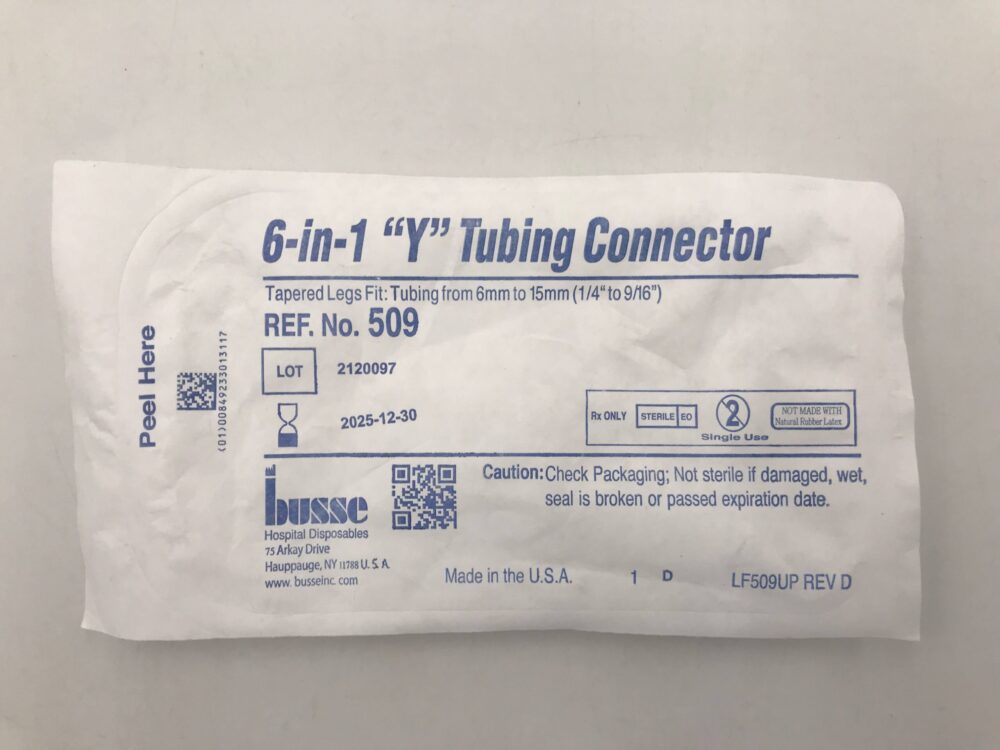 6-in-1 “Y” Tubing Connector
Tapered Legs Fit: Tubing from 6mm to 15mm (1/4“ to 9/16”)
REF. No. 509
LOT 2120097
2025-12-30
Peel Here
(01)00849233013117
Rx ONLY STERILE EO 2 NOT MADE WITH
Natural Rubber Latex
Single Use
busse
Hospital Disposables
75 Arkay Drive
Hauppauge, NY 11788 U. S. A.
www. busseinc. com
Caution: Check Packaging; Not sterile if damaged, wet,
seal is broken or passed expiration date.
Made in the U.S.A. 1 D LF509UP REV D